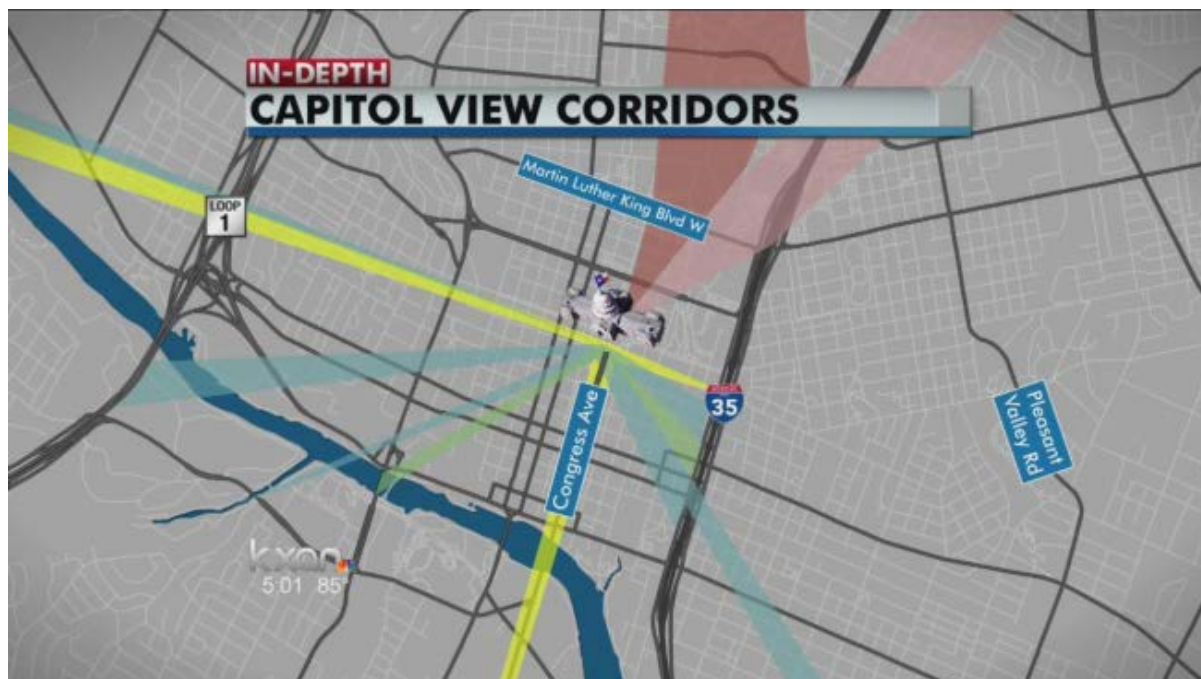 IN-DEPTH
CAPITOL VIEW CORRIDORS
Martin Luther King Blvd W
LOOP
1
35
Congress Ave
Pleasant
Valley Rd
kxan
5:01 85°